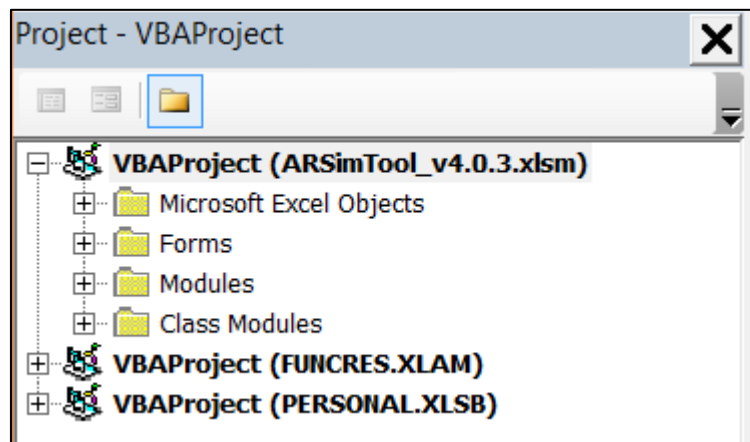 Project - VBAProject
VBAProject (ARSimTool_v4.0.3.xlsm)
Microsoft Excel Objects
Forms
Modules
Class Modules
VBAProject (FUNCRES.XLAM)
VBAProject (PERSONAL.XLSB)